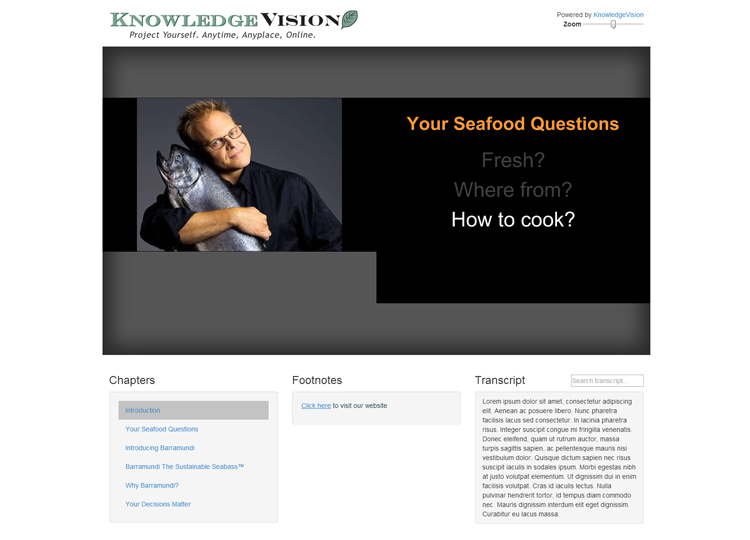 KNOWLEDGEVISION
Project Yourself. Anytime, Anyplace, Online.
Powered by KnowledgeVision
Zoom
Your Seafood Questions
Fresh?
Where from?
How to cook?
Chapters
Introduction
Your Seafood Questions
Introducing Barramundi
Barramundi The Sustainable Seabass™
Why Barramundi?
Your Decisions Matter
Footnotes
Click here to visit our website
Transcript
Search transcript...
Lorem ipsum dolor sit amet, consectetur adipiscing
elit. Aenean ac posuere libero. Nunc pharetra
facilisis lacus sed consectetur. In lacinia pharetra
risus. Integer suscipit congue mi fringilla venenatis.
Donec eleifend, quam ut rutrum auctor, massa
turpis sagittis sapien, ac pellentesque mauris nisi
vestibulum dolor. Quisque dictum sapien nec risus
suscipit iaculis in sodales ipsum. Morbi egestas nibh
at justo volutpat elementum. Ut dignissim dui in enim
facilisis volutpat. Cras id iaculis lectus. Nulla
pulvinar hendrerit tortor, id tempus diam commodo
nec. Mauris dignissim interdum elit eget dignissim.
Curabitur eu lacus massa.